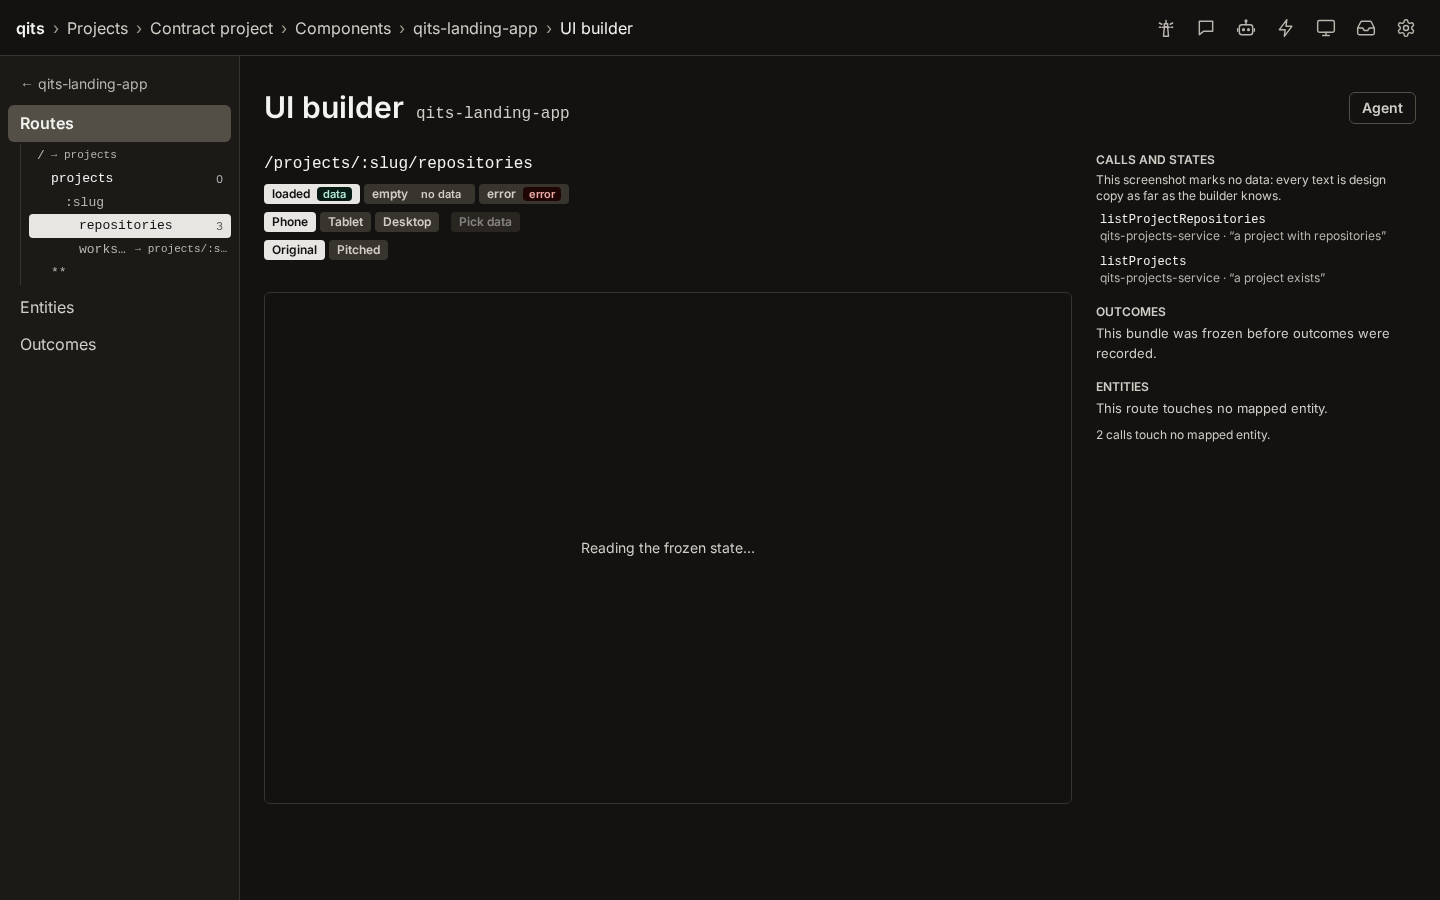 qits › Projects › Contract project › Components › qits-landing-app › UI builder
← qits-landing-app
Routes
/ → projects
projects 0
:slug
repositories 3
works… → projects/:s…
**
Entities
Outcomes
UI builder qits-landing-app
Agent
/projects/:slug/repositories
loaded data empty no data error error
Phone Tablet Desktop Pick data
Original Pitched
Reading the frozen state…
CALLS AND STATES
This screenshot marks no data: every text is design
copy as far as the builder knows.
listProjectRepositories
qits-projects-service · “a project with repositories”
listProjects
qits-projects-service · “a project exists”
OUTCOMES
This bundle was frozen before outcomes were
recorded.
ENTITIES
This route touches no mapped entity.
2 calls touch no mapped entity.